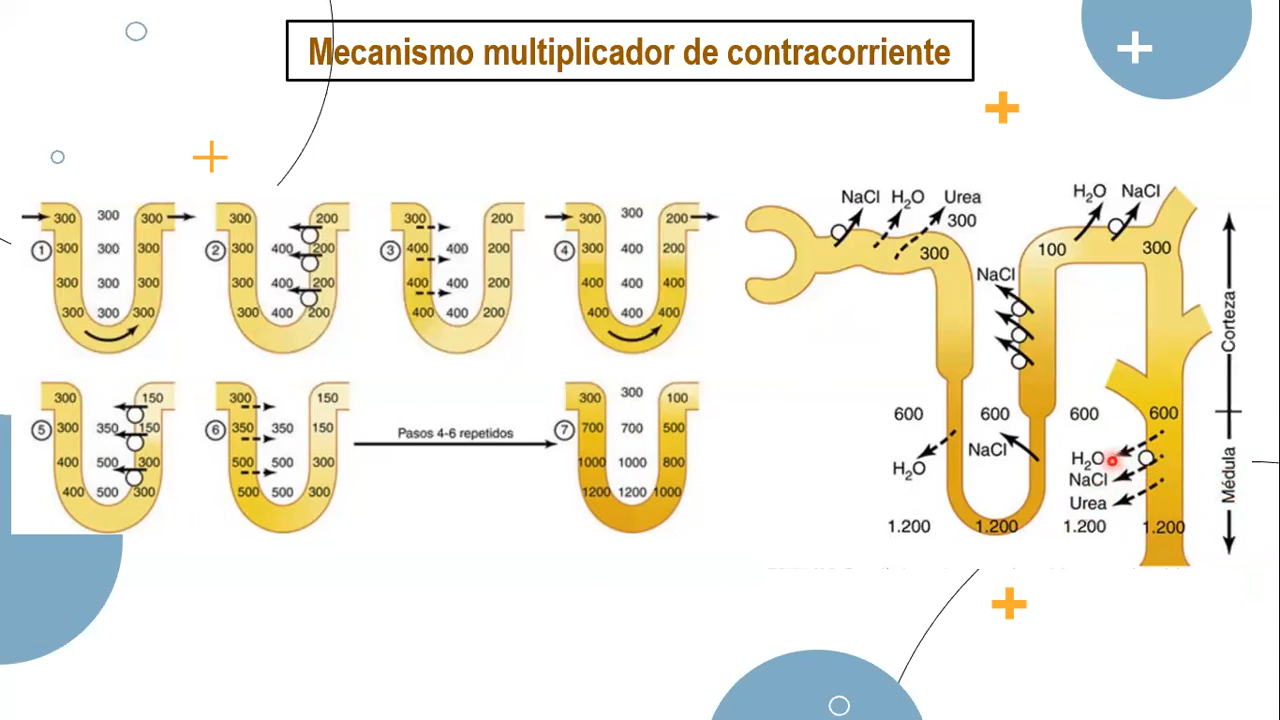 Mecanismo multiplicador de contracorriente
300 300 300
1 300 300 300
300 300 300
300 300
300 200
2 300 400 200
300 400 200
300 400 200
300 200
3 400 400 200
400 400 200
400 400 200
300 300 200
4 300 400 200
400 400 400
400 400 400
300 150
5 300 350 150
400 500 300
400 500 300
300 150
6 350 350 150
500 500 300
500 500 300
Pasos 4-6 repetidos
300 300 100
7 700 700 500
1000 1000 800
1200 1200 1000
NaCl H₂O Urea
300
300
NaCl
H₂O NaCl
100 300
600 600 600 600
H₂O
NaCl
H₂O
NaCl
Urea
1.200 1.200 1.200 1.200
Corteza
Médula